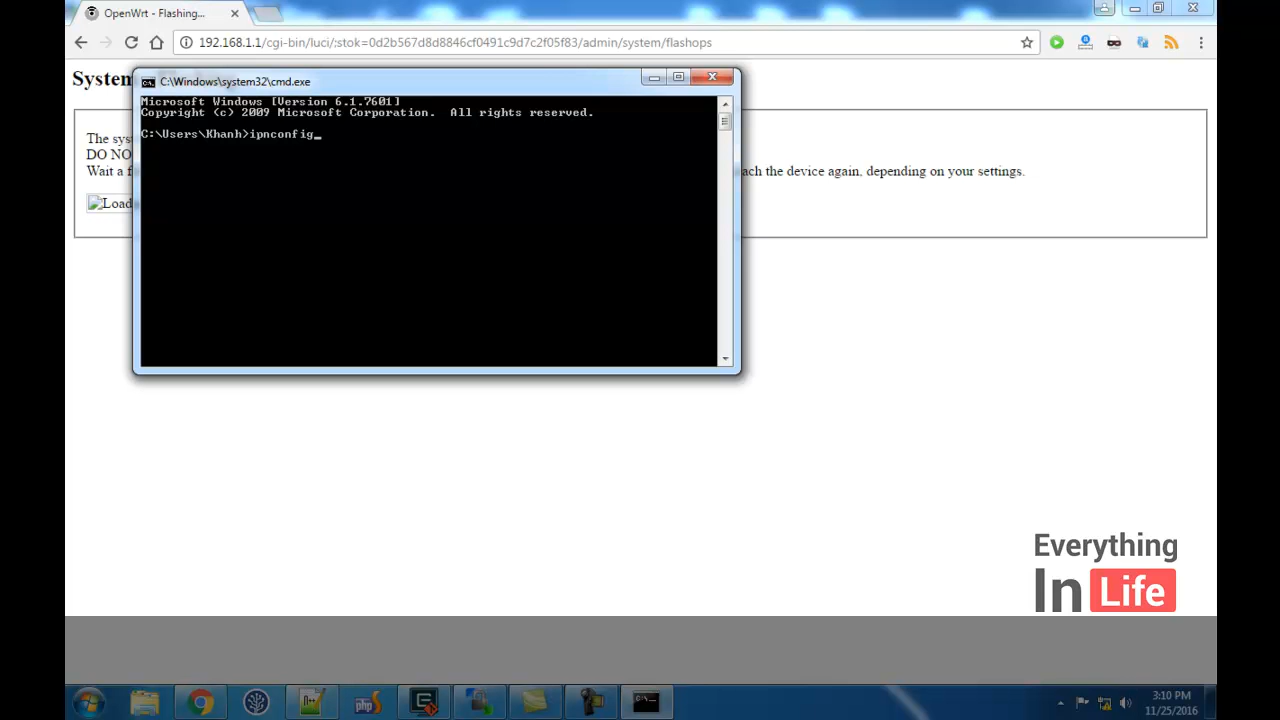 OpenWrt - Flashing...
192.168.1.1/cgi-bin/luci/;stok=0d2b567d8d8846cf0491c9d7c2f05f83/admin/system/flashops
System
C:\Windows\system32\cmd.exe
Microsoft Windows [Version 6.1.7601]
Copyright (c) 2009 Microsoft Corporation. All rights reserved.
C:\Users\Khanh>ipnconfig_
The sys
DO NO
Wait a f
ach the device again, depending on your settings.
Load
Everything
In Life
php
3:10 PM
11/25/2016